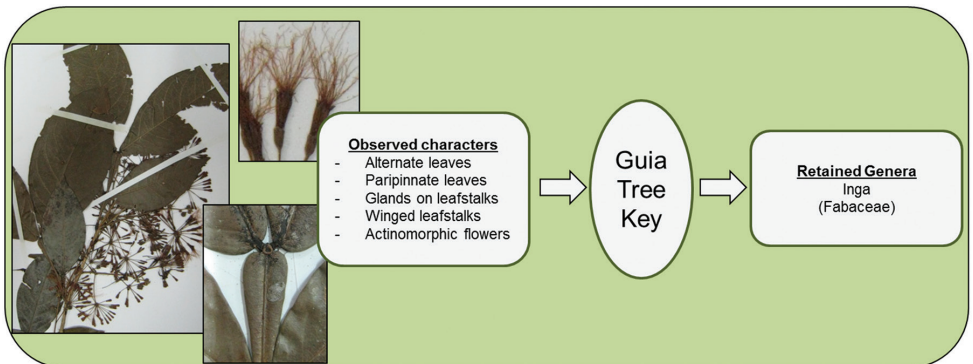 Observed characters
- Alternate leaves
- Paripinnate leaves
- Glands on leafstalks
- Winged leafstalks
- Actinomorphic flowers
Guia
Tree
Key
Retained Genera
Inga
(Fabaceae)